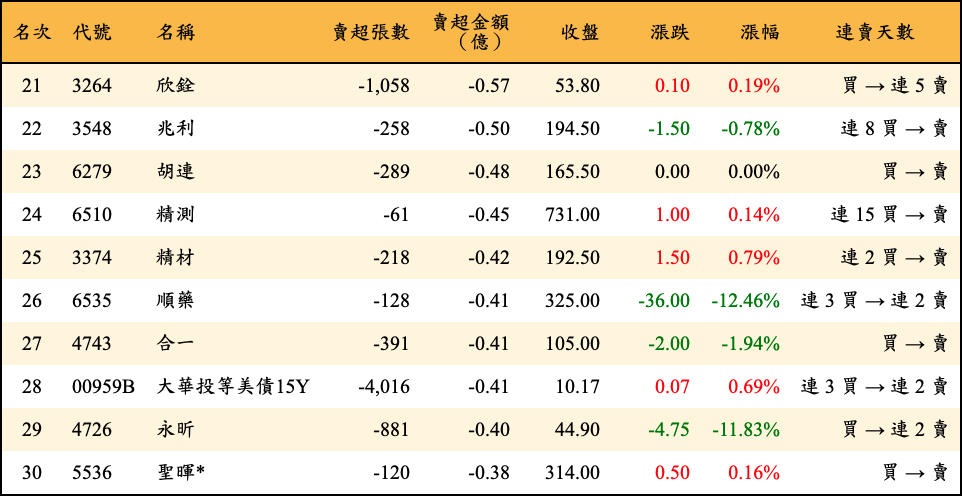 名次 代號 名稱 賣超張數 賣超金額（億） 收盤 漲跌 漲幅 連賣天數
21 3264 欣銓 -1,058 -0.57 53.80 0.10 0.19% 買 → 連 5 賣
22 3548 兆利 -258 -0.50 194.50 -1.50 -0.78% 連 8 買 → 賣
23 6279 胡連 -289 -0.48 165.50 0.00 0.00% 買 → 賣
24 6510 精測 -61 -0.45 731.00 1.00 0.14% 連 15 買 → 賣
25 3374 精材 -218 -0.42 192.50 1.50 0.79% 連 2 買 → 賣
26 6535 順藥 -128 -0.41 325.00 -36.00 -12.46% 連 3 買 → 連 2 賣
27 4743 合一 -391 -0.41 105.00 -2.00 -1.94% 買 → 賣
28 00959B 大華投等美債15Y -4,016 -0.41 10.17 0.07 0.69% 連 3 買 → 連 2 賣
29 4726 永昕 -881 -0.40 44.90 -4.75 -11.83% 買 → 連 2 賣
30 5536 聖暉* -120 -0.38 314.00 0.50 0.16% 買 → 賣